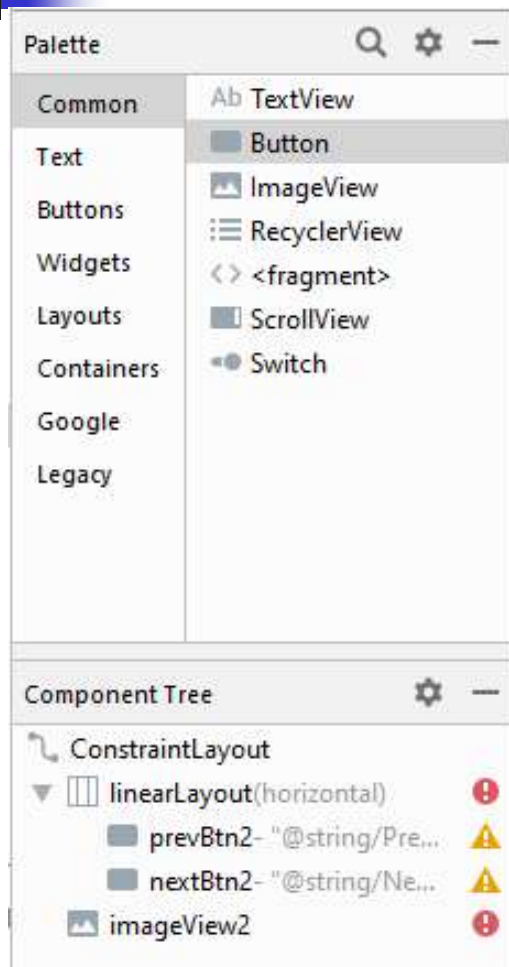 Palette
Common
Text
Buttons
Widgets
Layouts
Containers
Google
Legacy
Ab TextView
Button
ImageView
RecyclerView
<> <fragment>
ScrollView
Switch
Component Tree
ConstraintLayout
linearLayout(horizontal)
prevBtn2- "@string/Pre...
nextBtn2- "@string/Ne...
imageView2